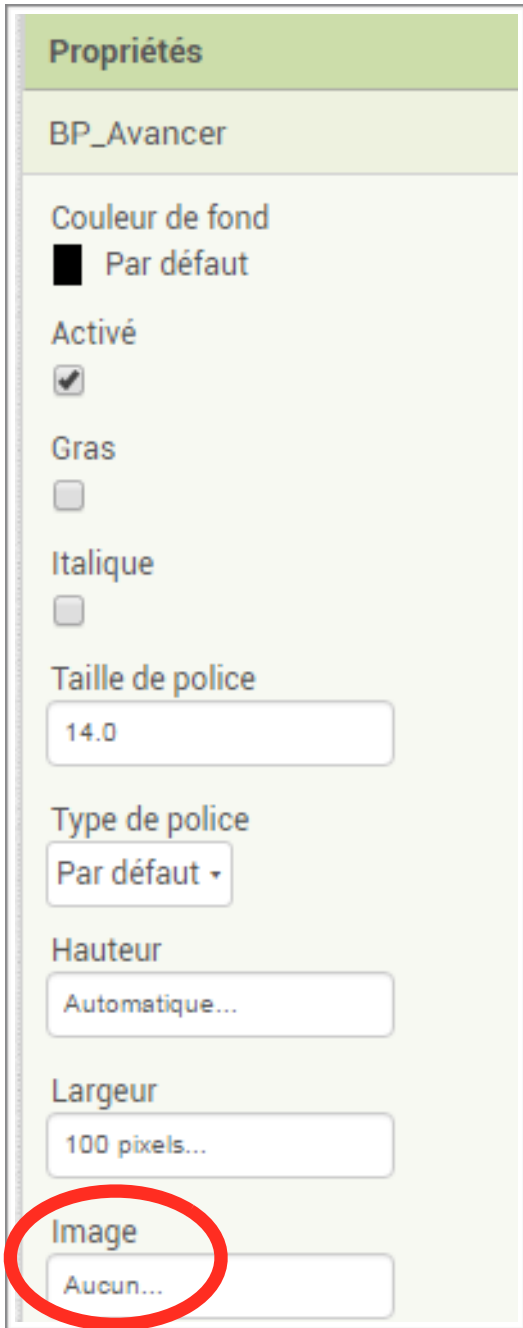 Propriétés
BP_Avancer
Couleur de fond
Par défaut
Activé
Gras
Italique
Taille de police
14.0
Type de police
Par défaut
Hauteur
Automatique...
Largeur
100 pixels...
Image
Aucun...